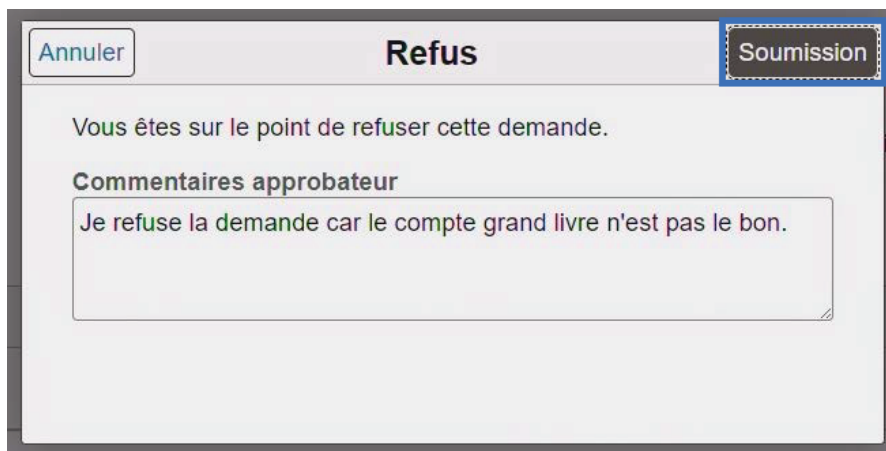 Annuler
Refus
Soumission
Vous êtes sur le point de refuser cette demande.
Commentaires approbateur
Je refuse la demande car le compte grand livre n'est pas le bon.